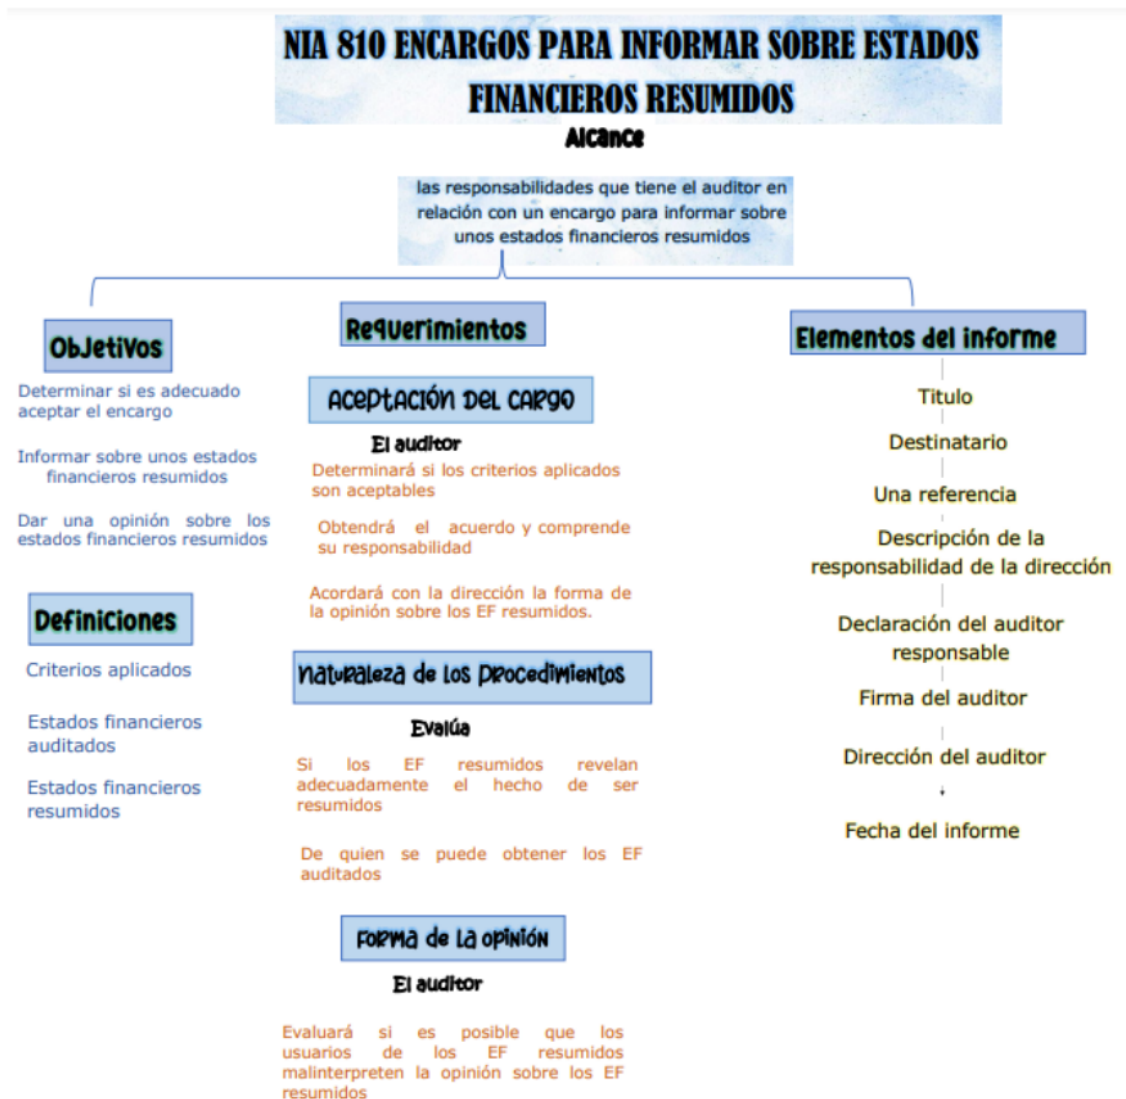 NIA 810 ENCARGOS PARA INFORMAR SOBRE ESTADOS
FINANCIEROS RESUMIDOS
Alcance
las responsabilidades que tiene el auditor en
relación con un encargo para informar sobre
unos estados financieros resumidos
Objetivos
Determinar si es adecuado
aceptar el encargo
Informar sobre unos estados
financieros resumidos
Dar una opinión sobre los
estados financieros resumidos
Definiciones
Criterios aplicados
Estados financieros
auditados
Estados financieros
resumidos
Requerimientos
Aceptación del cargo
El auditor
Determinará si los criterios aplicados
son aceptables
Obtendrá el acuerdo y comprende
su responsabilidad
Acordará con la dirección la forma de
la opinión sobre los EF resumidos.
Naturaleza de los procedimientos
Evalúa
Si los EF resumidos revelan
adecuadamente el hecho de ser
resumidos
De quien se puede obtener los EF
auditados
Forma de la opinión
El auditor
Evaluará si es posible que los
usuarios de los EF resumidos
malinterpreten la opinión sobre los EF
resumidos
Elementos del informe
Titulo
Destinatario
Una referencia
Descripción de la
responsabilidad de la dirección
Declaración del auditor
responsable
Firma del auditor
Dirección del auditor
Fecha del informe